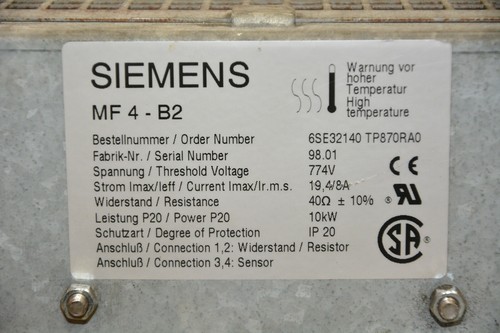 SIEMENS
MF 4 - B2
Warnung vor
hoher
Temperatur
High
temperature
Bestellnummer / Order Number 6SE32140 TP870RA0
Fabrik-Nr. / Serial Number 98.01
Spannung / Threshold Voltage 774V
Strom Imax/Ieff / Current Imax/Ir.m.s. 19,4/8A
Widerstand / Resistance 40Ω ± 10%
Leistung P20 / Power P20 10kW
Schutzart / Degree of Protection IP 20
Anschluß / Connection 1,2: Widerstand / Resistor
Anschluß / Connection 3,4: Sensor
CE
RU
SA